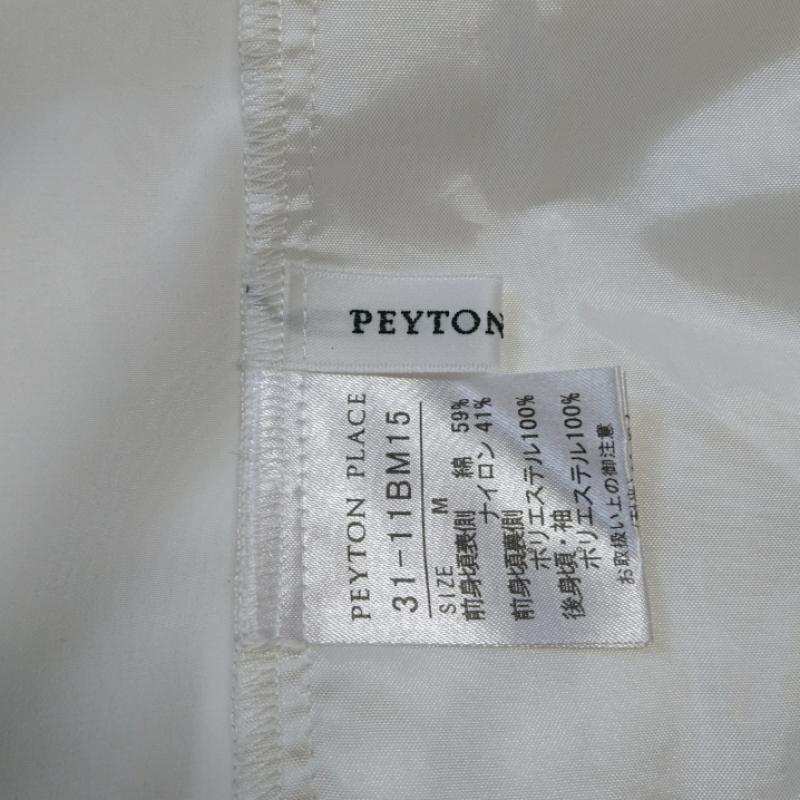 PEYTON
PEYTON PLACE
31-11BM15
SIZE M
前身頃表側 綿 59%
ナイロン 41%
前身頃裏側
ポリエステル100%
後身頃・袖
ポリエステル100%
お取扱い上の御注意